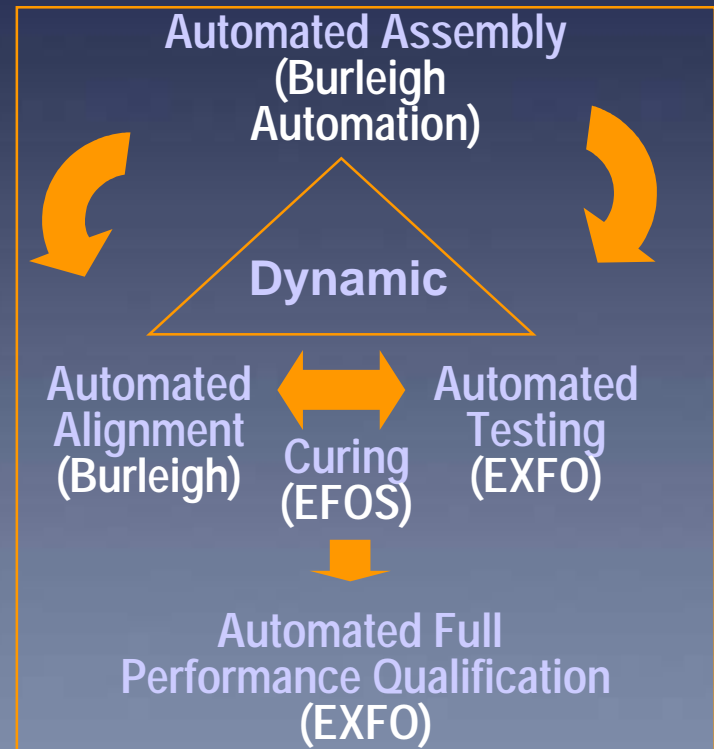 Automated Assembly
(Burleigh
Automation)
Dynamic
Automated
Alignment
(Burleigh)
Curing
(EFOS)
Automated
Testing
(EXFO)
Automated Full
Performance Qualification
(EXFO)